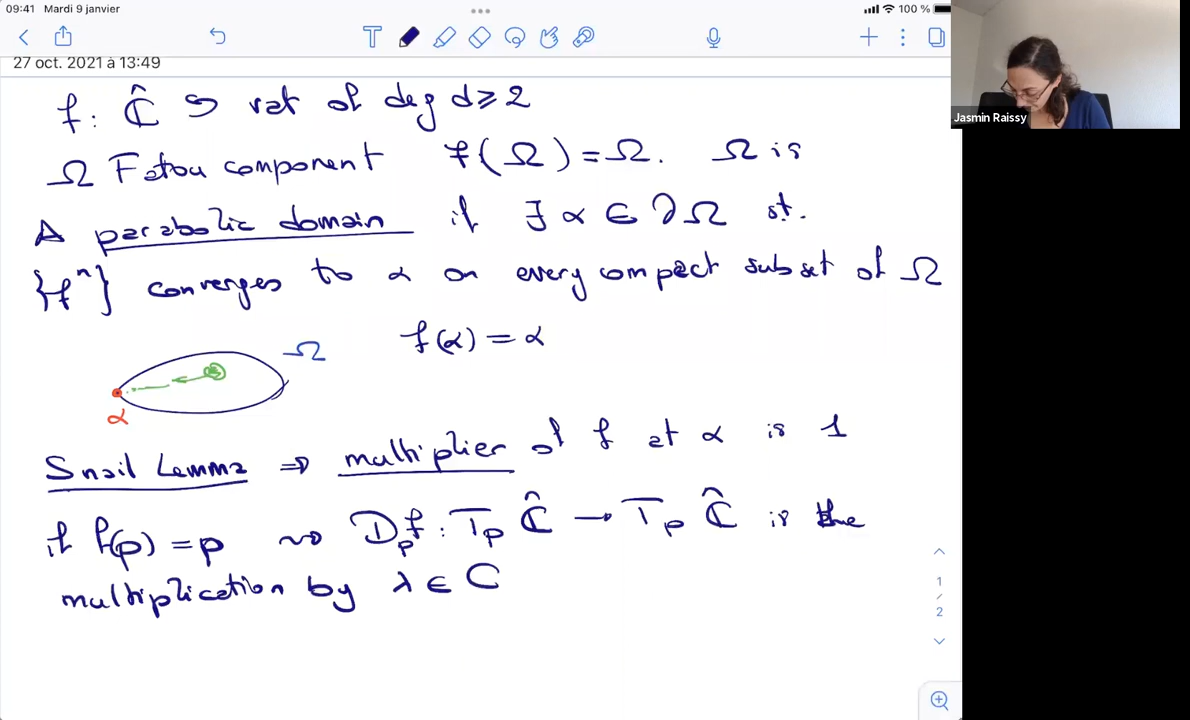 09:41 Mardi 9 janvier
100 %
27 oct. 2021 à 13:49
f: Ĉ ↺ rat of deg d ≥ 2
Ω Fatou component f(Ω) = Ω. Ω is
A parabolic domain if ∃ α ∈ ∂Ω st.
{fⁿ} converges to α on every compact subset of Ω
f(α) = α
Ω
α
Snail Lemma ⇒ multiplier of f at α is 1
if f(p) = p ⇝ D_p f : T_p Ĉ → T_p Ĉ is the
multiplication by λ ∈ C
1
/
2
Jasmin Raissy